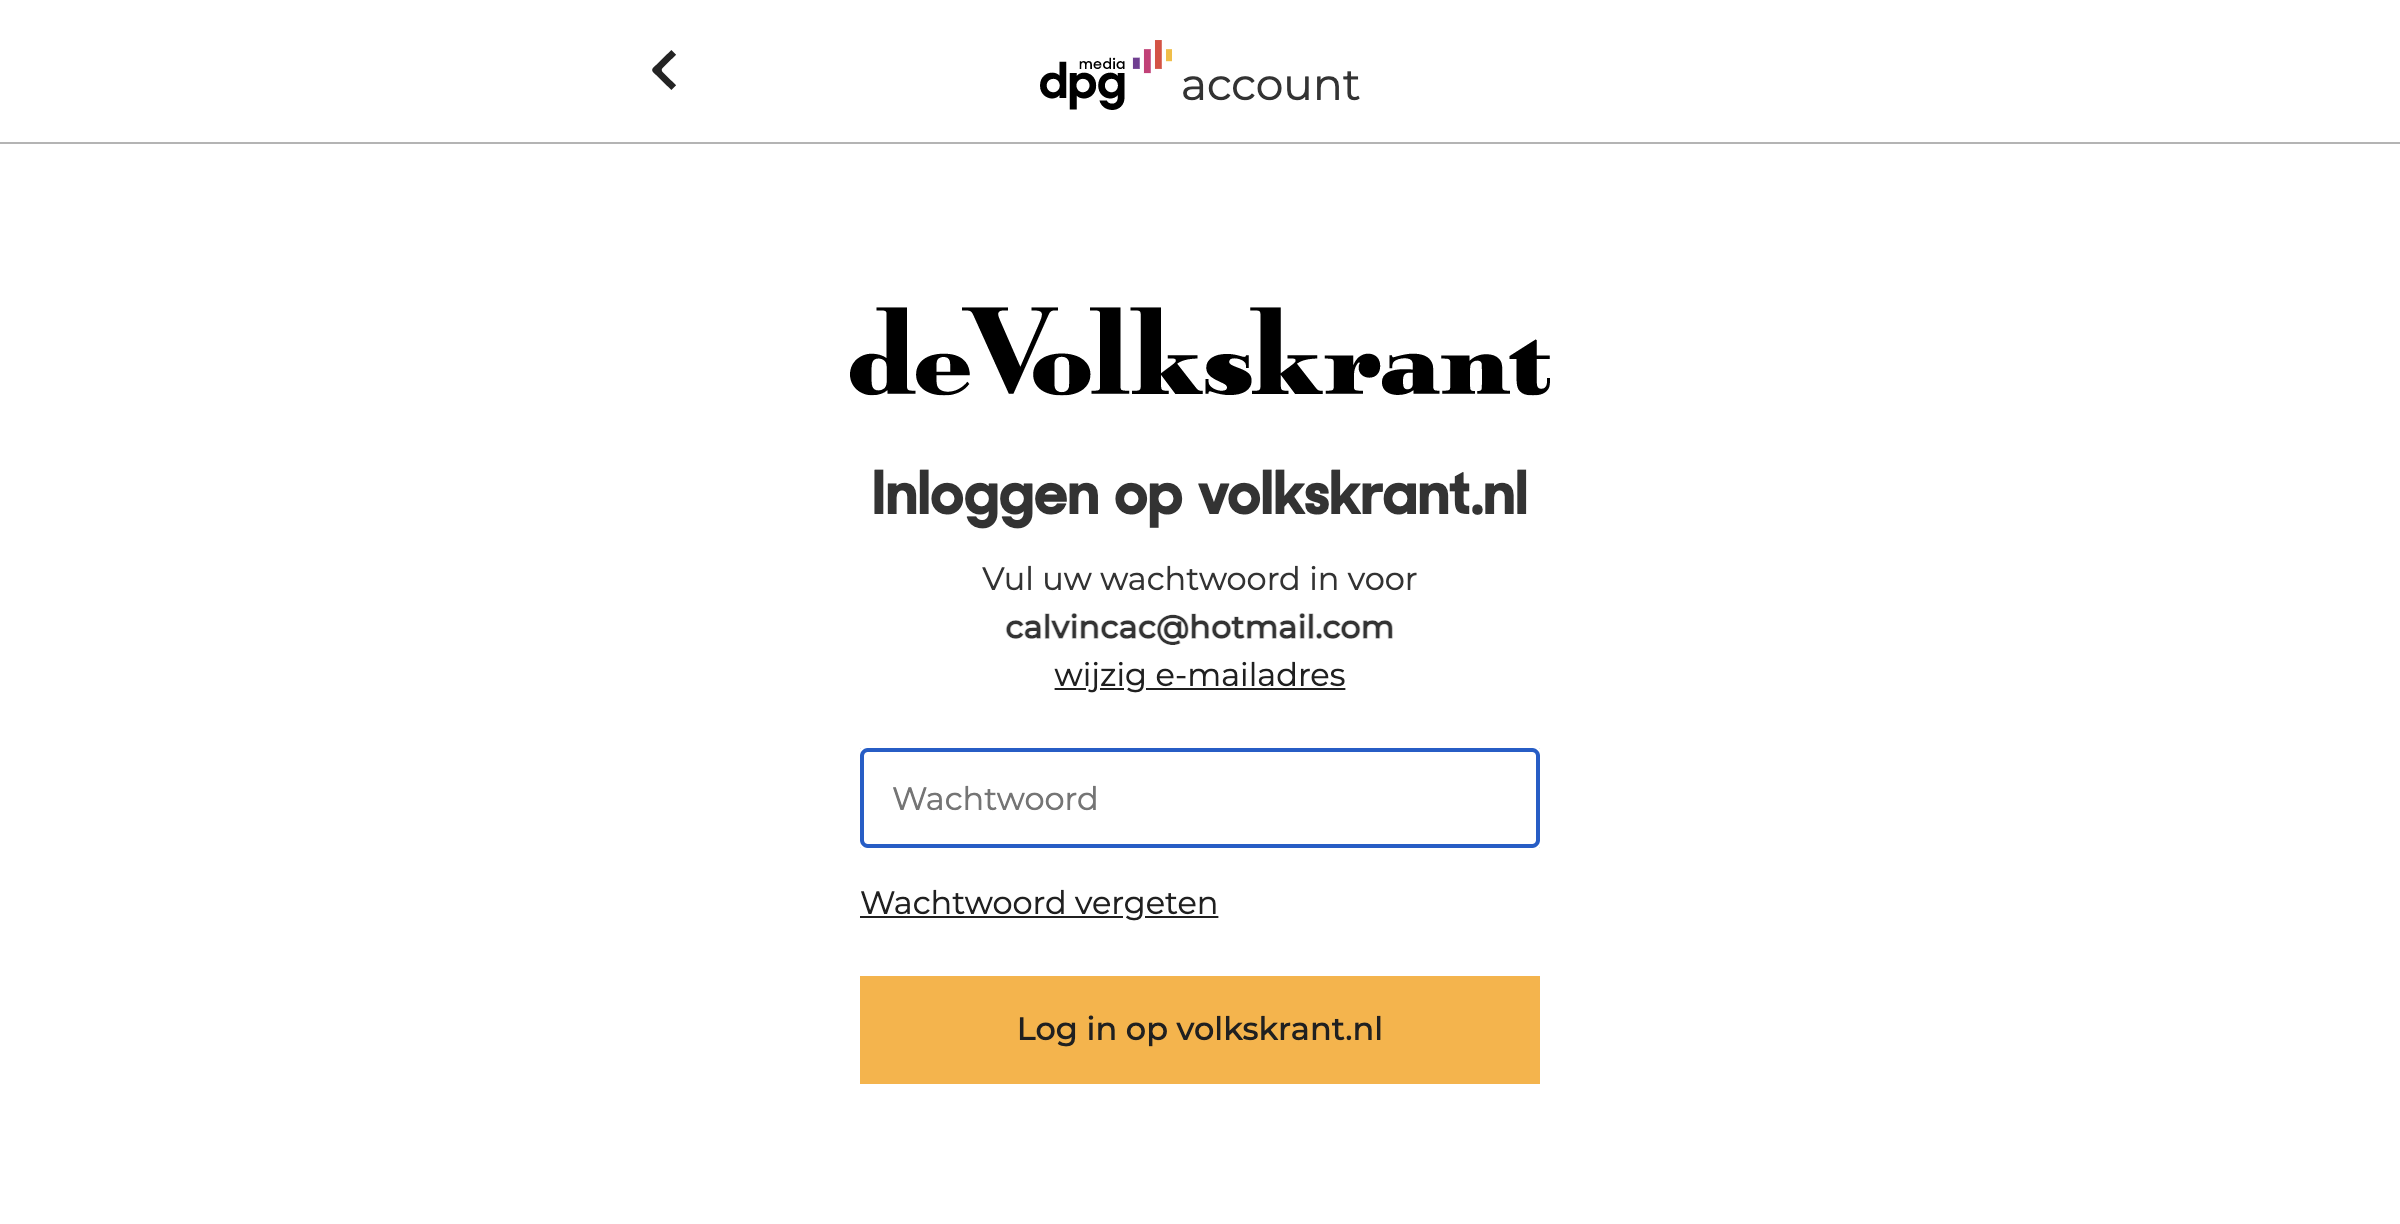 dpg media account
deVolkskrant
Inloggen op volkskrant.nl
Vul uw wachtwoord in voor
calvincac@hotmail.com
wijzig e-mailadres
Wachtwoord
Wachtwoord vergeten
Log in op volkskrant.nl